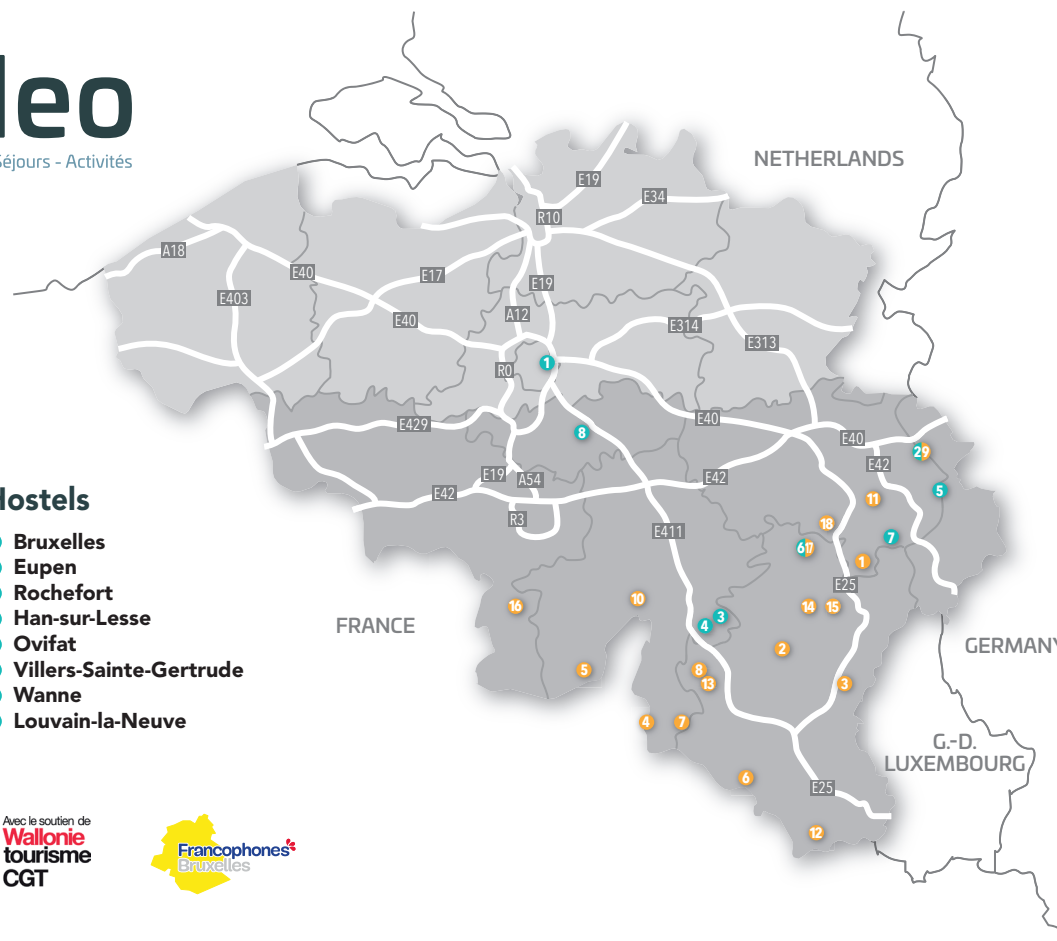 leo
Séjours - Activités
NETHERLANDS
E19
E34
R10
A18
E40
E17
E19
E403
A12
E40
E314
E313
1
R0
E40
E429
8
E40
29
E42
E19
A54
E42
5
E42
11
R3
18
E411
7
617
1
E25
10
16
14
15
3
4
FRANCE
GERMANY
2
5
8
13
3
4
7
G.-D.
LUXEMBOURG
6
E25
12
Hostels
Bruxelles
Eupen
Rochefort
Han-sur-Lesse
Ovifat
Villers-Sainte-Gertrude
Wanne
Louvain-la-Neuve
Avec le soutien de
Wallonie
tourisme
CGT
Francophones
Bruxelles